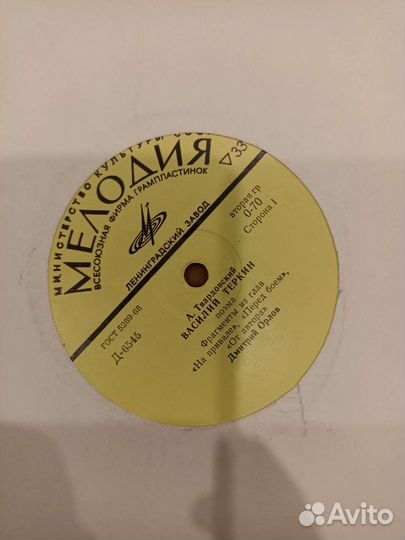 МИНИСТЕРСТВО КУЛЬТУРЫ СССР
МЕЛОДИЯ
ВСЕСОЮЗНАЯ ФИРМА ГРАМПЛАСТИНОК
ЛЕНИНГРАДСКИЙ ЗАВОД
▷33
вторая гр
0-70
Сторона 1
ГОСТ 5289-68
Д-6545
А. Твардовский
ВАСИЛИЙ ТЕРКИН
поэма
Фрагменты из глав
«На привале», «Перед боем»,
«От автора»
Дмитрий Орлов
Avito